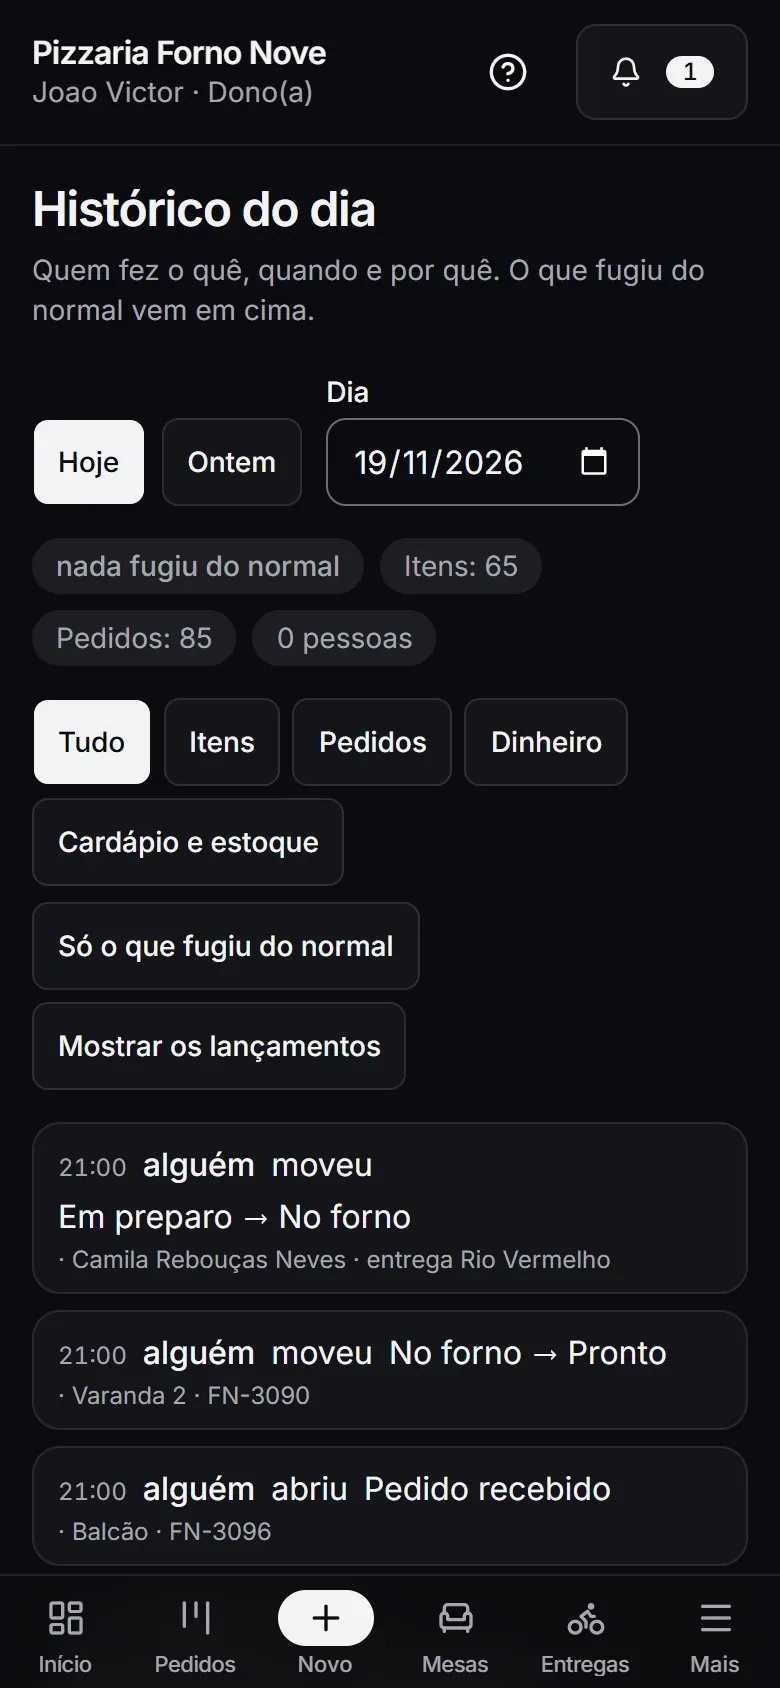 Pizzaria Forno Nove
Joao Victor · Dono(a)
1
Histórico do dia
Quem fez o quê, quando e por quê. O que fugiu do
normal vem em cima.
Dia
Hoje
Ontem
19/11/2026
nada fugiu do normal
Itens: 65
Pedidos: 85
0 pessoas
Tudo
Itens
Pedidos
Dinheiro
Cardápio e estoque
Só o que fugiu do normal
Mostrar os lançamentos
21:00 alguém moveu
Em preparo → No forno
· Camila Rebouças Neves · entrega Rio Vermelho
21:00 alguém moveu No forno → Pronto
· Varanda 2 · FN-3090
21:00 alguém abriu Pedido recebido
· Balcão · FN-3096
Início
Pedidos
Novo
Mesas
Entregas
Mais